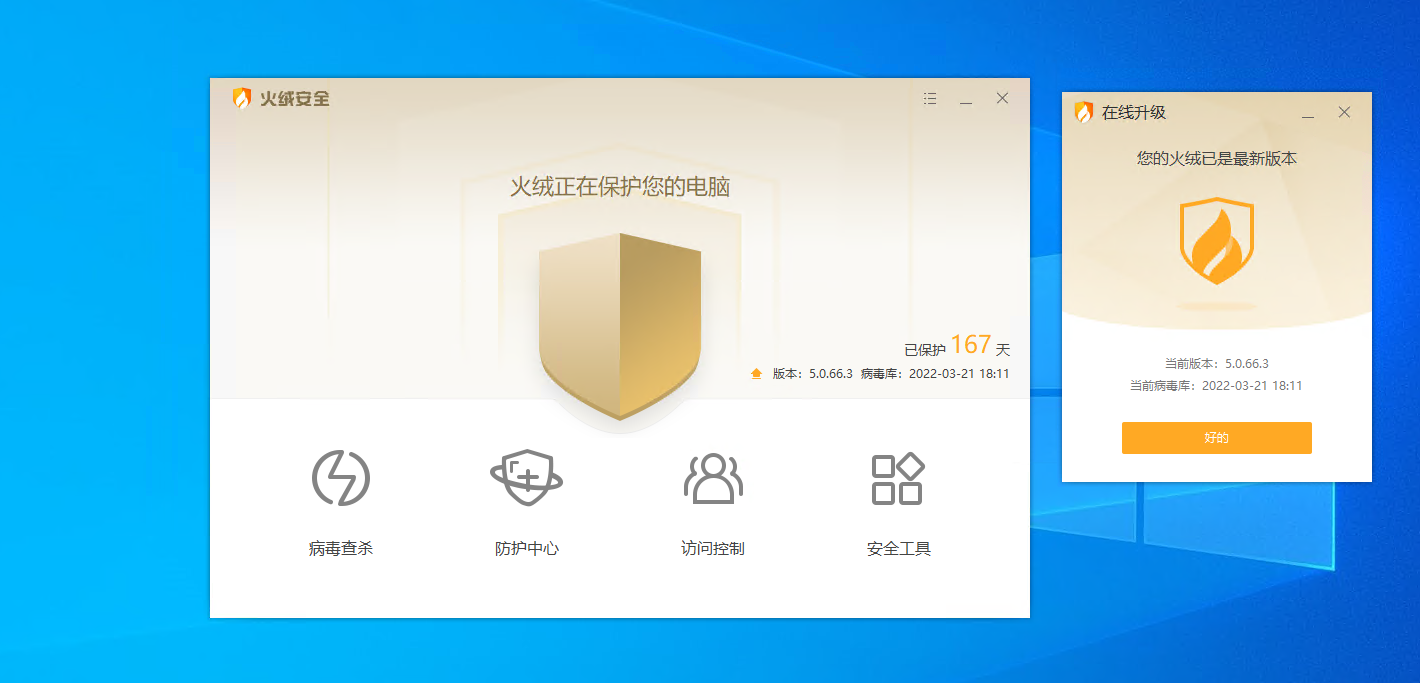 火绒安全
火绒正在保护您的电脑
已保护 167 天
版本：5.0.66.3 病毒库：2022-03-21 18:11
病毒查杀
防护中心
访问控制
安全工具
在线升级
您的火绒已是最新版本
当前版本：5.0.66.3
当前病毒库：2022-03-21 18:11
好的